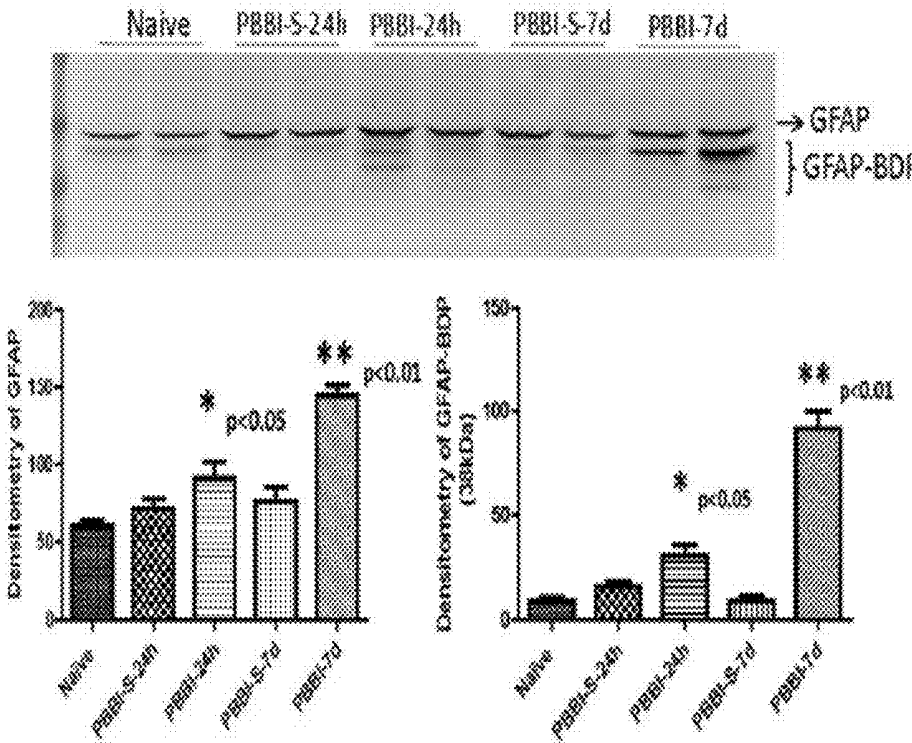 Naive PBBI-S-24h PBBI-24h PBBI-S-7d PBBI-7d
→GFAP
GFAP-BDP
Densitometry of GFAP
200
150
100
50
0
*
p<0.05
**
p<0.01
Naive
PBBI-S-24h
PBBI-24h
PBBI-S-7d
PBBI-7d
Densitometry of GFAP-BDP
(38kDa)
150
100
50
0
*
p<0.05
**
p<0.01
Naive
PBBI-S-24h
PBBI-24h
PBBI-S-7d
PBBI-7d